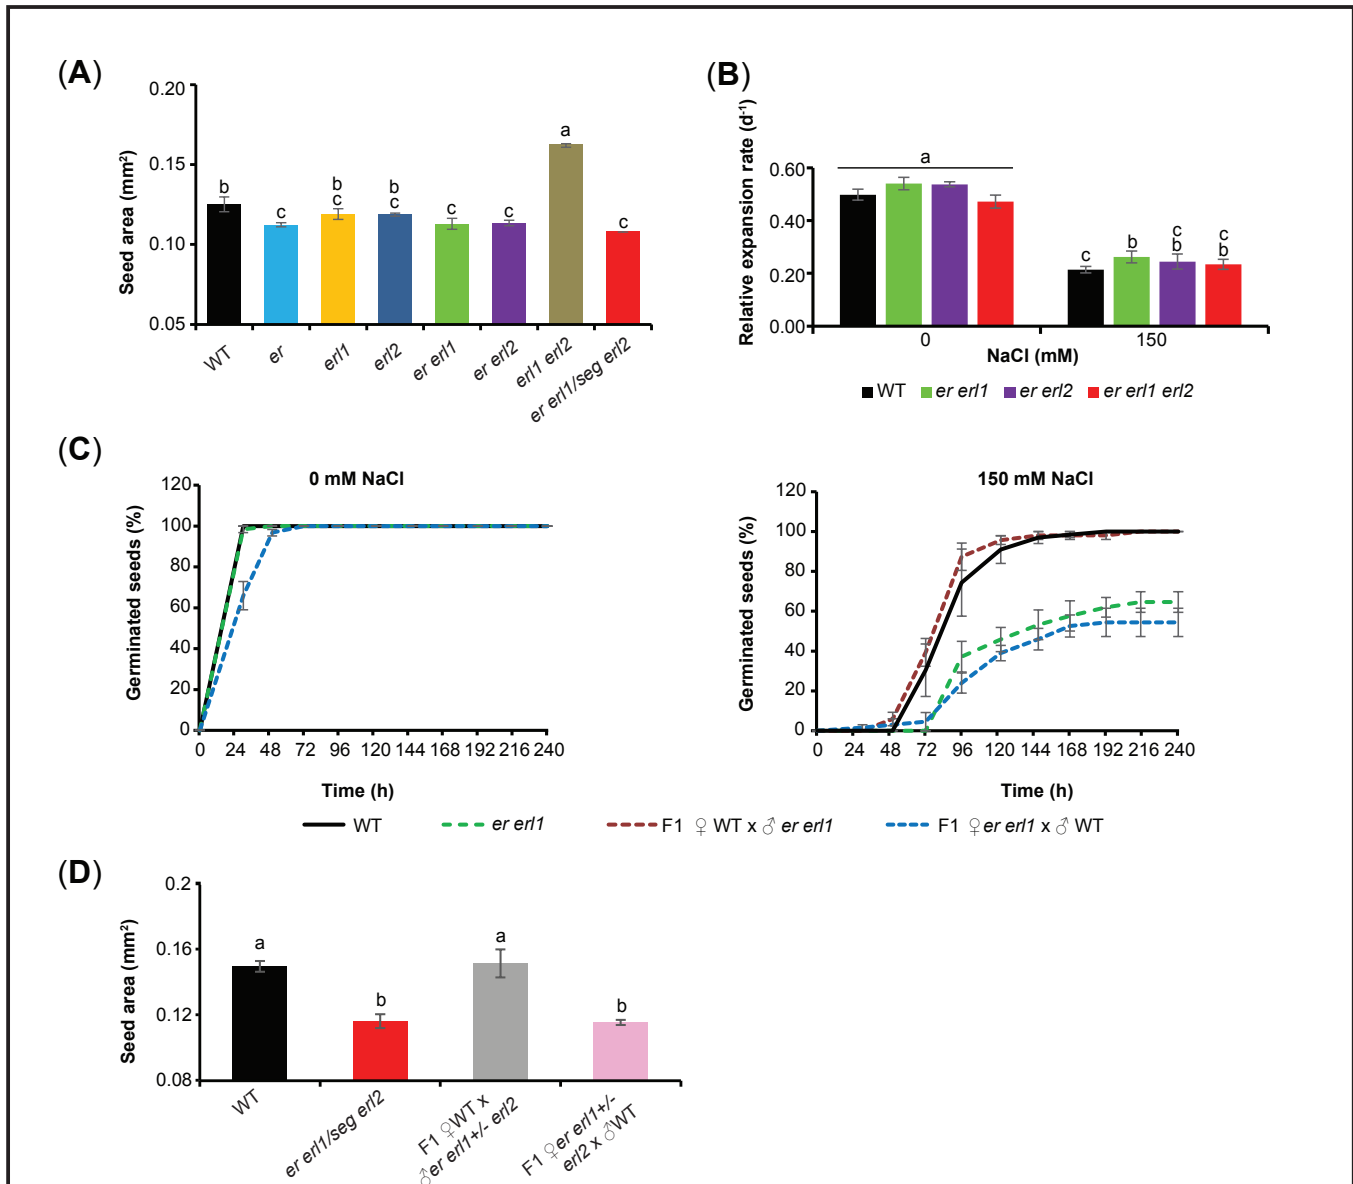 (A)
Seed area (mm²)
0.20
0.15
0.10
0.05
b
c
b
c
b
c
c
c
a
c
WT
er
erl1
erl2
er erl1
er erl2
erl1 erl2
er erl1/seg erl2
(B)
Relative expansion rate (d⁻¹)
0.60
0.40
0.20
0.00
a
c
b
c
b
c
b
0
150
NaCl (mM)
WT er erl1 er erl2 er erl1 erl2
(C)
0 mM NaCl
Germinated seeds (%)
120
100
80
60
40
20
0
0 24 48 72 96 120 144 168 192 216 240
Time (h)
150 mM NaCl
Germinated seeds (%)
120
100
80
60
40
20
0
0 24 48 72 96 120 144 168 192 216 240
Time (h)
WT er erl1 F1 ♀ WT x ♂ er erl1 F1 ♀ er erl1 x ♂ WT
(D)
Seed area (mm²)
0.2
0.16
0.12
0.08
a
b
a
b
WT
er erl1/seg erl2
F1 ♀WT x
♂er erl1+/- erl2
F1 ♀er erl1+/-
erl2 x ♂WT